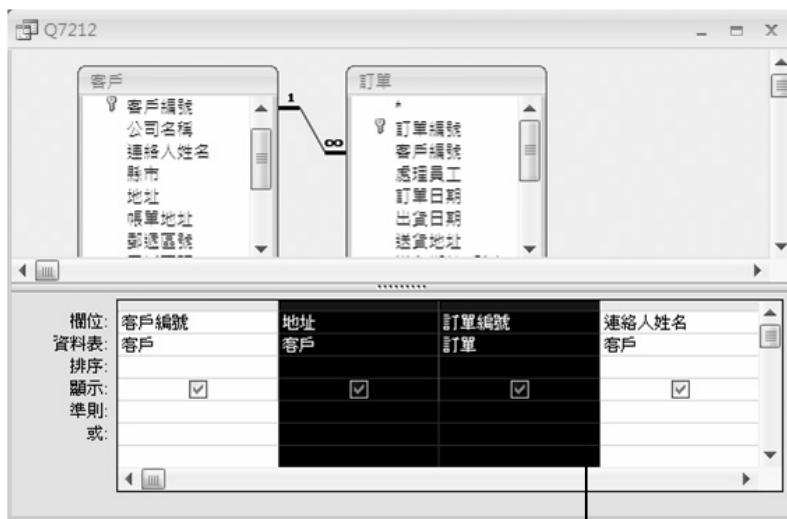 Q7212
客戶
客戶編號
公司名稱
連絡人姓名
縣市
地址
帳單地址
郵遞區號
1
∞
訂單
*
訂單編號
客戶編號
處理員工
訂單日期
出貨日期
送貨地址
欄位: 客戶編號 地址 訂單編號 連絡人姓名
資料表: 客戶 客戶 訂單 客戶
排序:
顯示:
準則:
或: